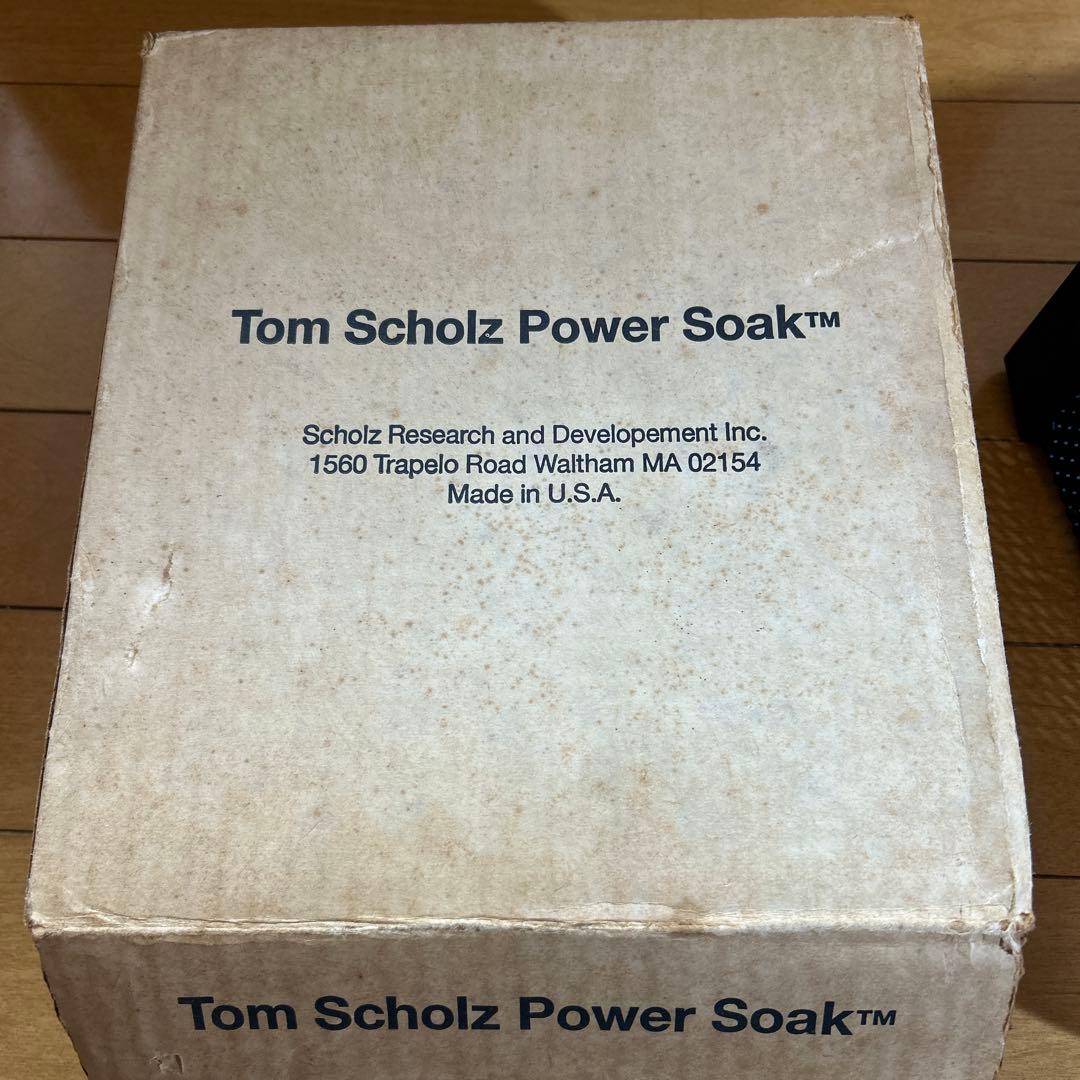 Tom Scholz Power Soak™
Scholz Research and Developement Inc.
1560 Trapelo Road Waltham MA 02154
Made in U.S.A.
Tom Scholz Power Soak™